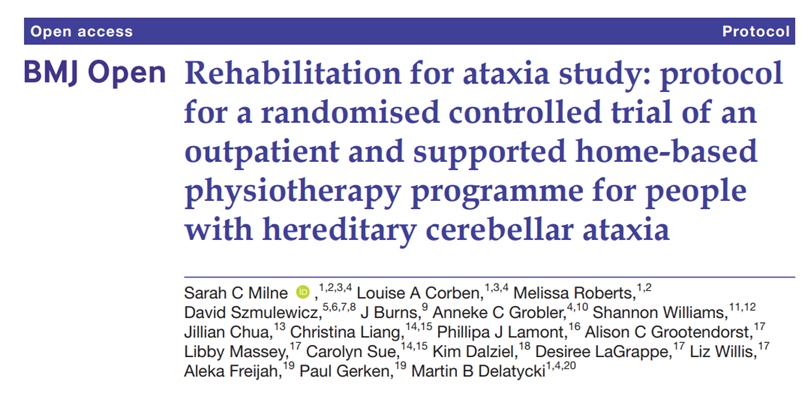 Open access Protocol
BMJ Open Rehabilitation for ataxia study: protocol
for a randomised controlled trial of an
outpatient and supported home-based
physiotherapy programme for people
with hereditary cerebellar ataxia
Sarah C Milne iD ,1,2,3,4 Louise A Corben,1,3,4 Melissa Roberts,1,2
David Szmulewicz,5,6,7,8 J Burns,9 Anneke C Grobler,4,10 Shannon Williams,11,12
Jillian Chua,13 Christina Liang,14,15 Phillipa J Lamont,16 Alison C Grootendorst,17
Libby Massey,17 Carolyn Sue,14,15 Kim Dalziel,18 Desiree LaGrappe,17 Liz Willis,17
Aleka Freijah,19 Paul Gerken,19 Martin B Delatycki1,4,20